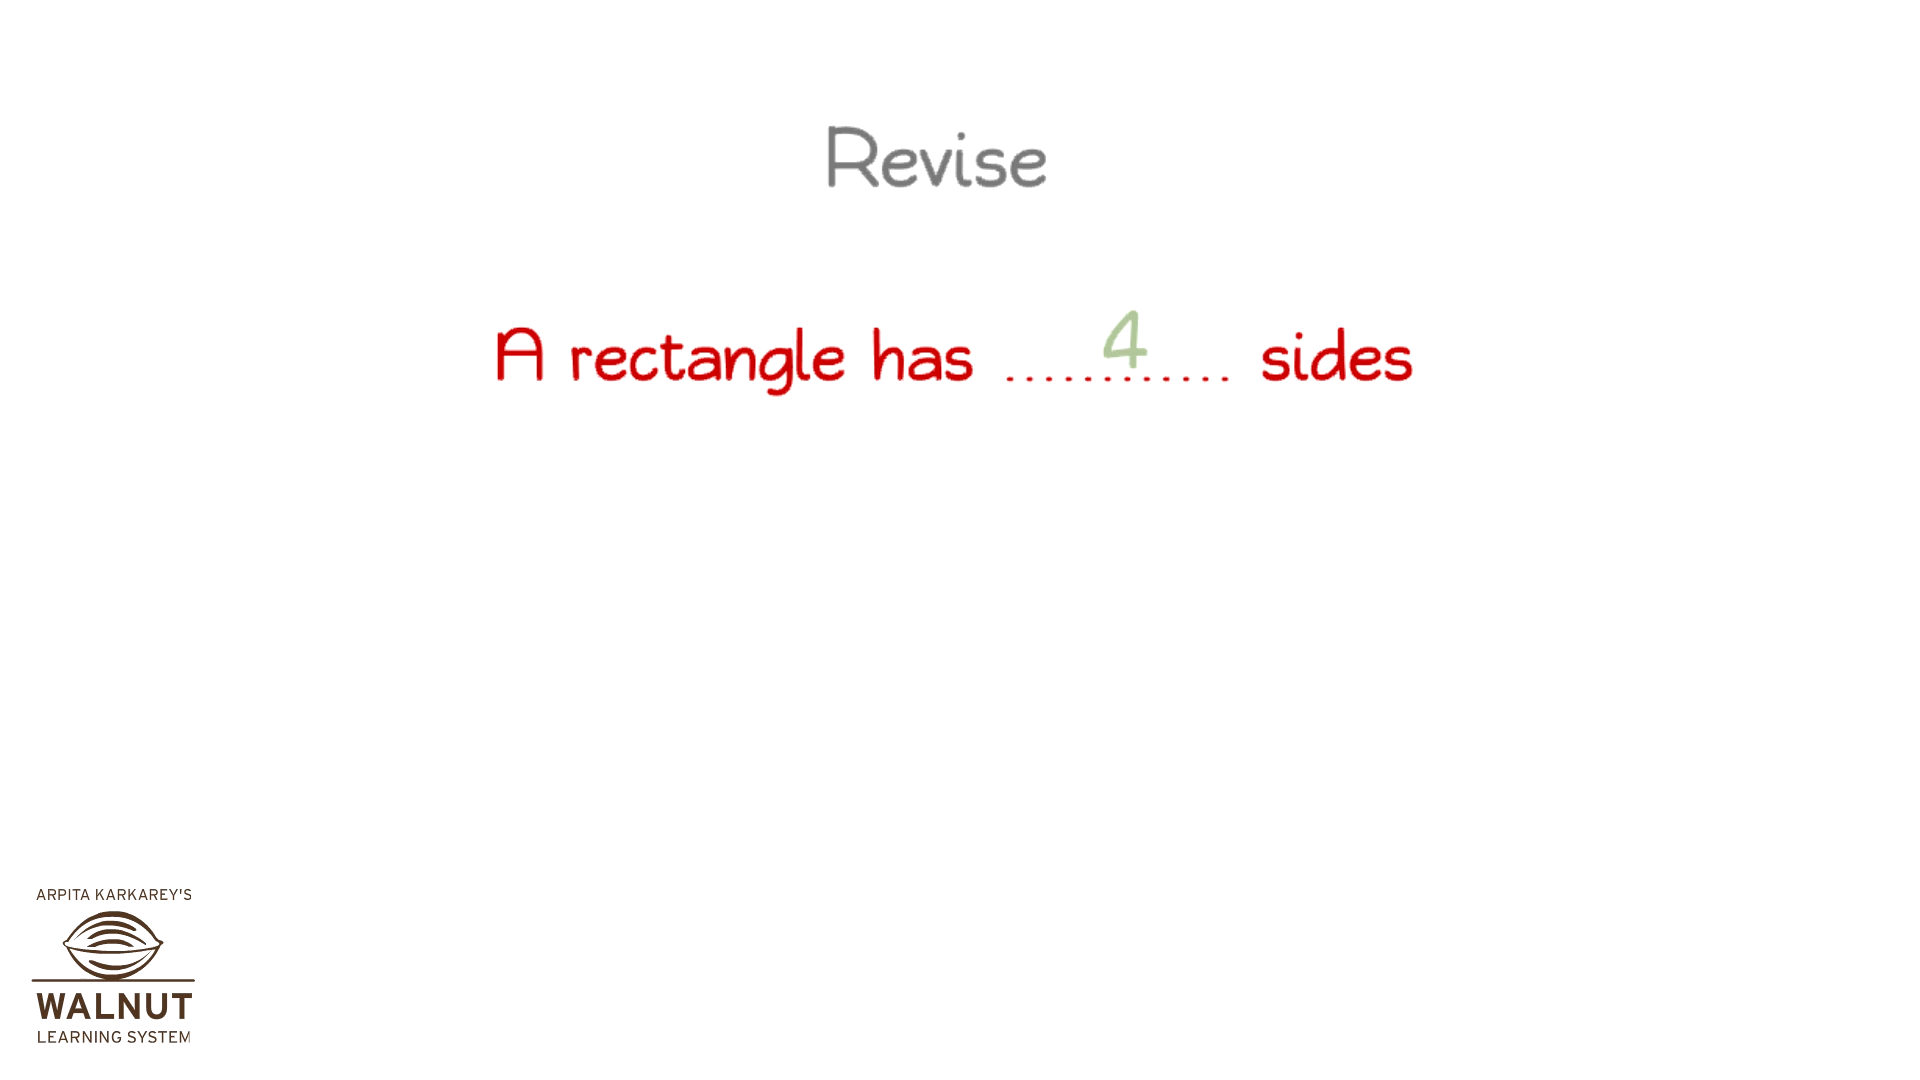 Revise
A rectangle has ............ 4 sides
ARPITA KARKAREY'S
WALNUT
LEARNING SYSTEM